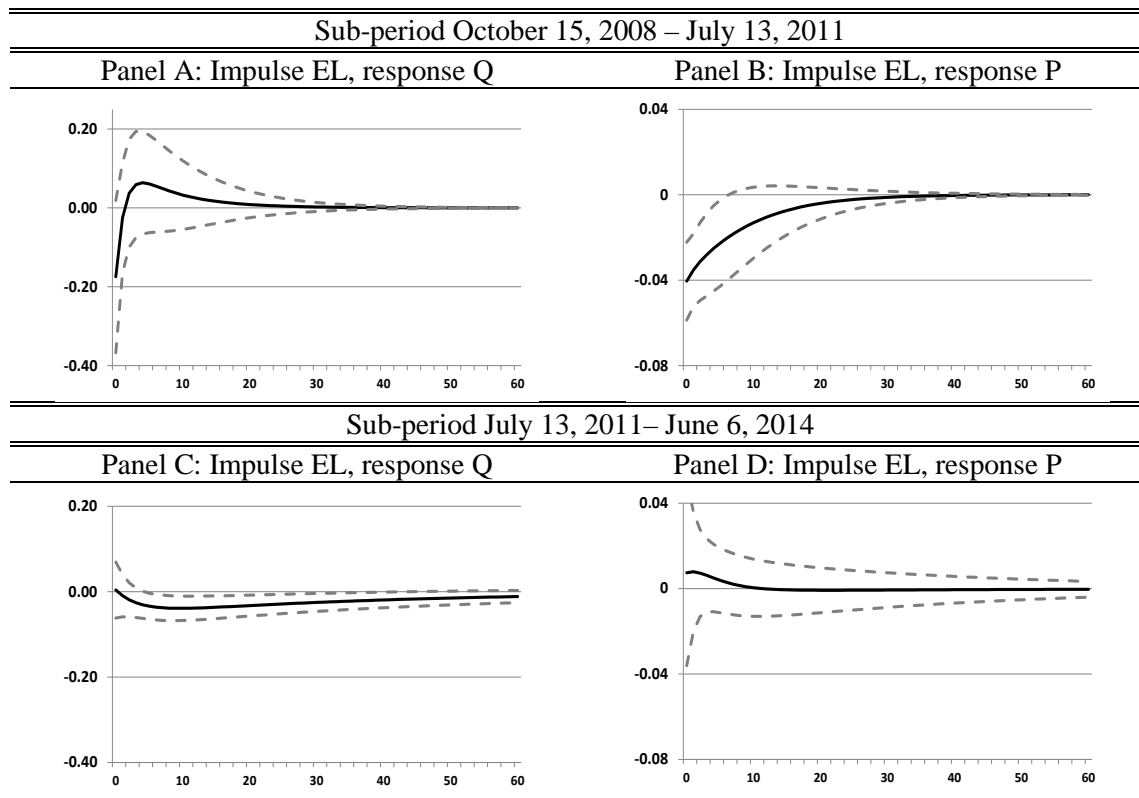 Sub-period October 15, 2008 – July 13, 2011
Panel A: Impulse EL, response Q
Panel B: Impulse EL, response P
0.20
0.00
-0.20
-0.40
0 10 20 30 40 50 60
0.04
0
-0.04
-0.08
0 10 20 30 40 50 60
Sub-period July 13, 2011– June 6, 2014
Panel C: Impulse EL, response Q
Panel D: Impulse EL, response P
0.20
0.00
-0.20
-0.40
0 10 20 30 40 50 60
0.04
0
-0.04
-0.08
0 10 20 30 40 50 60